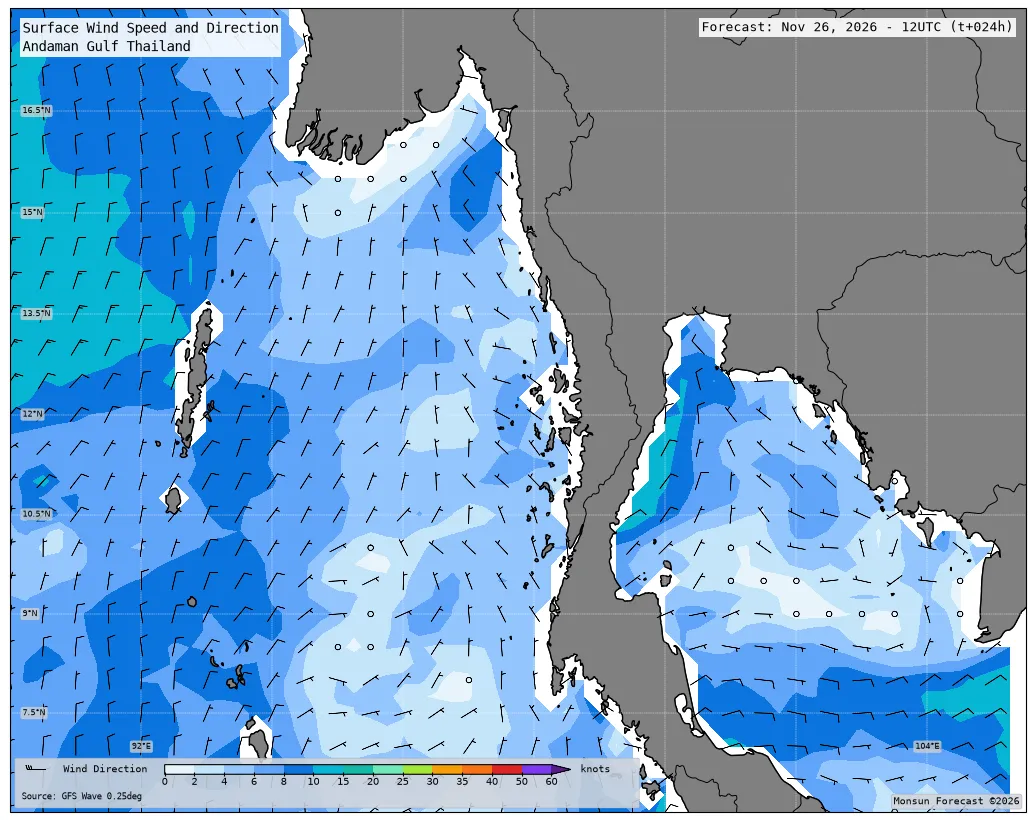 Surface Wind Speed and Direction
Andaman Gulf Thailand
Forecast: Nov 26, 2026 - 12UTC (t+024h)
16.5°N
15°N
13.5°N
12°N
10.5°N
9°N
7.5°N
92°E
104°E
Wind Direction
knots
0 2 4 6 8 10 15 20 25 30 35 40 50 60
Source: GFS Wave 0.25deg
Monsun Forecast ©2026